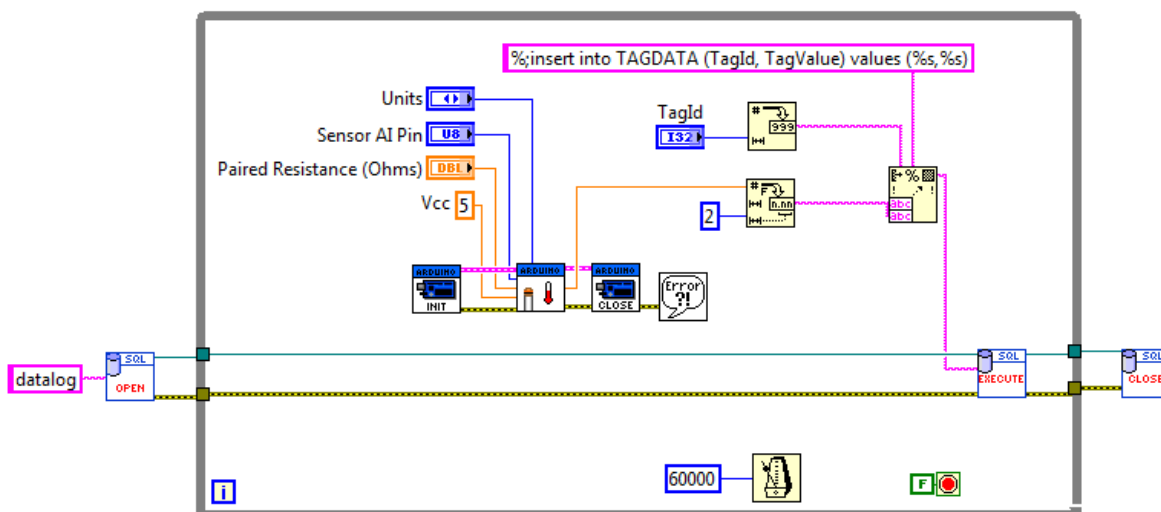 %;insert into TAGDATA (TagId, TagValue) values (%s,%s)
Units
Sensor AI Pin
U8
Paired Resistance (Ohms)
DBL
Vcc
5
TagId
I32
#
999
#
F
n.nn
2
%
abc
abc
ARDUINO
INIT
ARDUINO
ARDUINO
CLOSE
Error
?!
datalog
SQL
OPEN
SQL
EXECUTE
SQL
CLOSE
i
60000
F